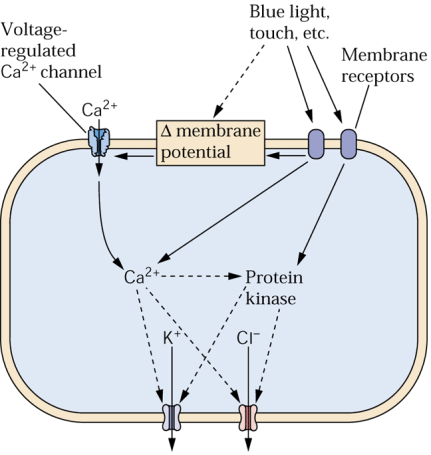 Blue light,
touch, etc.
Voltage-
regulated
Ca²⁺ channel
Membrane
receptors
Ca²⁺
Δ membrane
potential
Ca²⁺
Protein
kinase
K⁺
Cl⁻